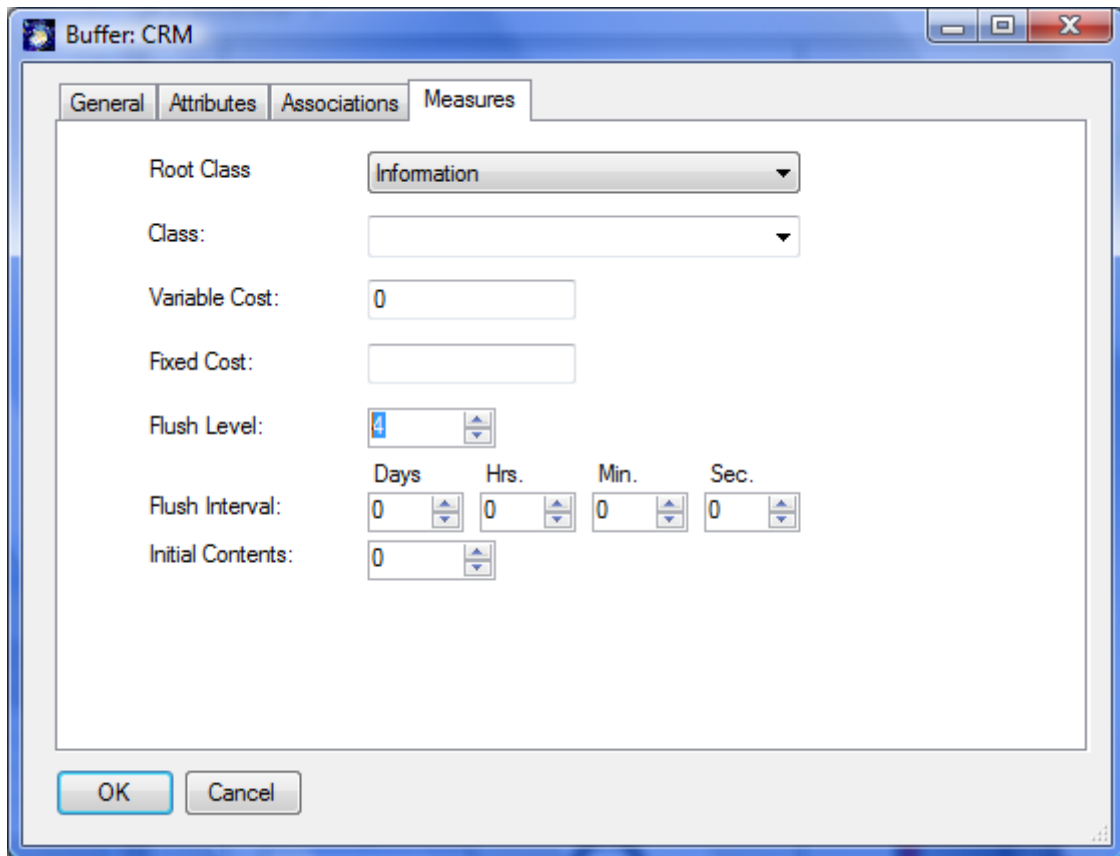 Buffer: CRM
General Attributes Associations Measures
Root Class Information
Class:
Variable Cost: 0
Fixed Cost:
Flush Level: 4
Days Hrs. Min. Sec.
Flush Interval: 0 0 0 0
Initial Contents: 0
OK Cancel